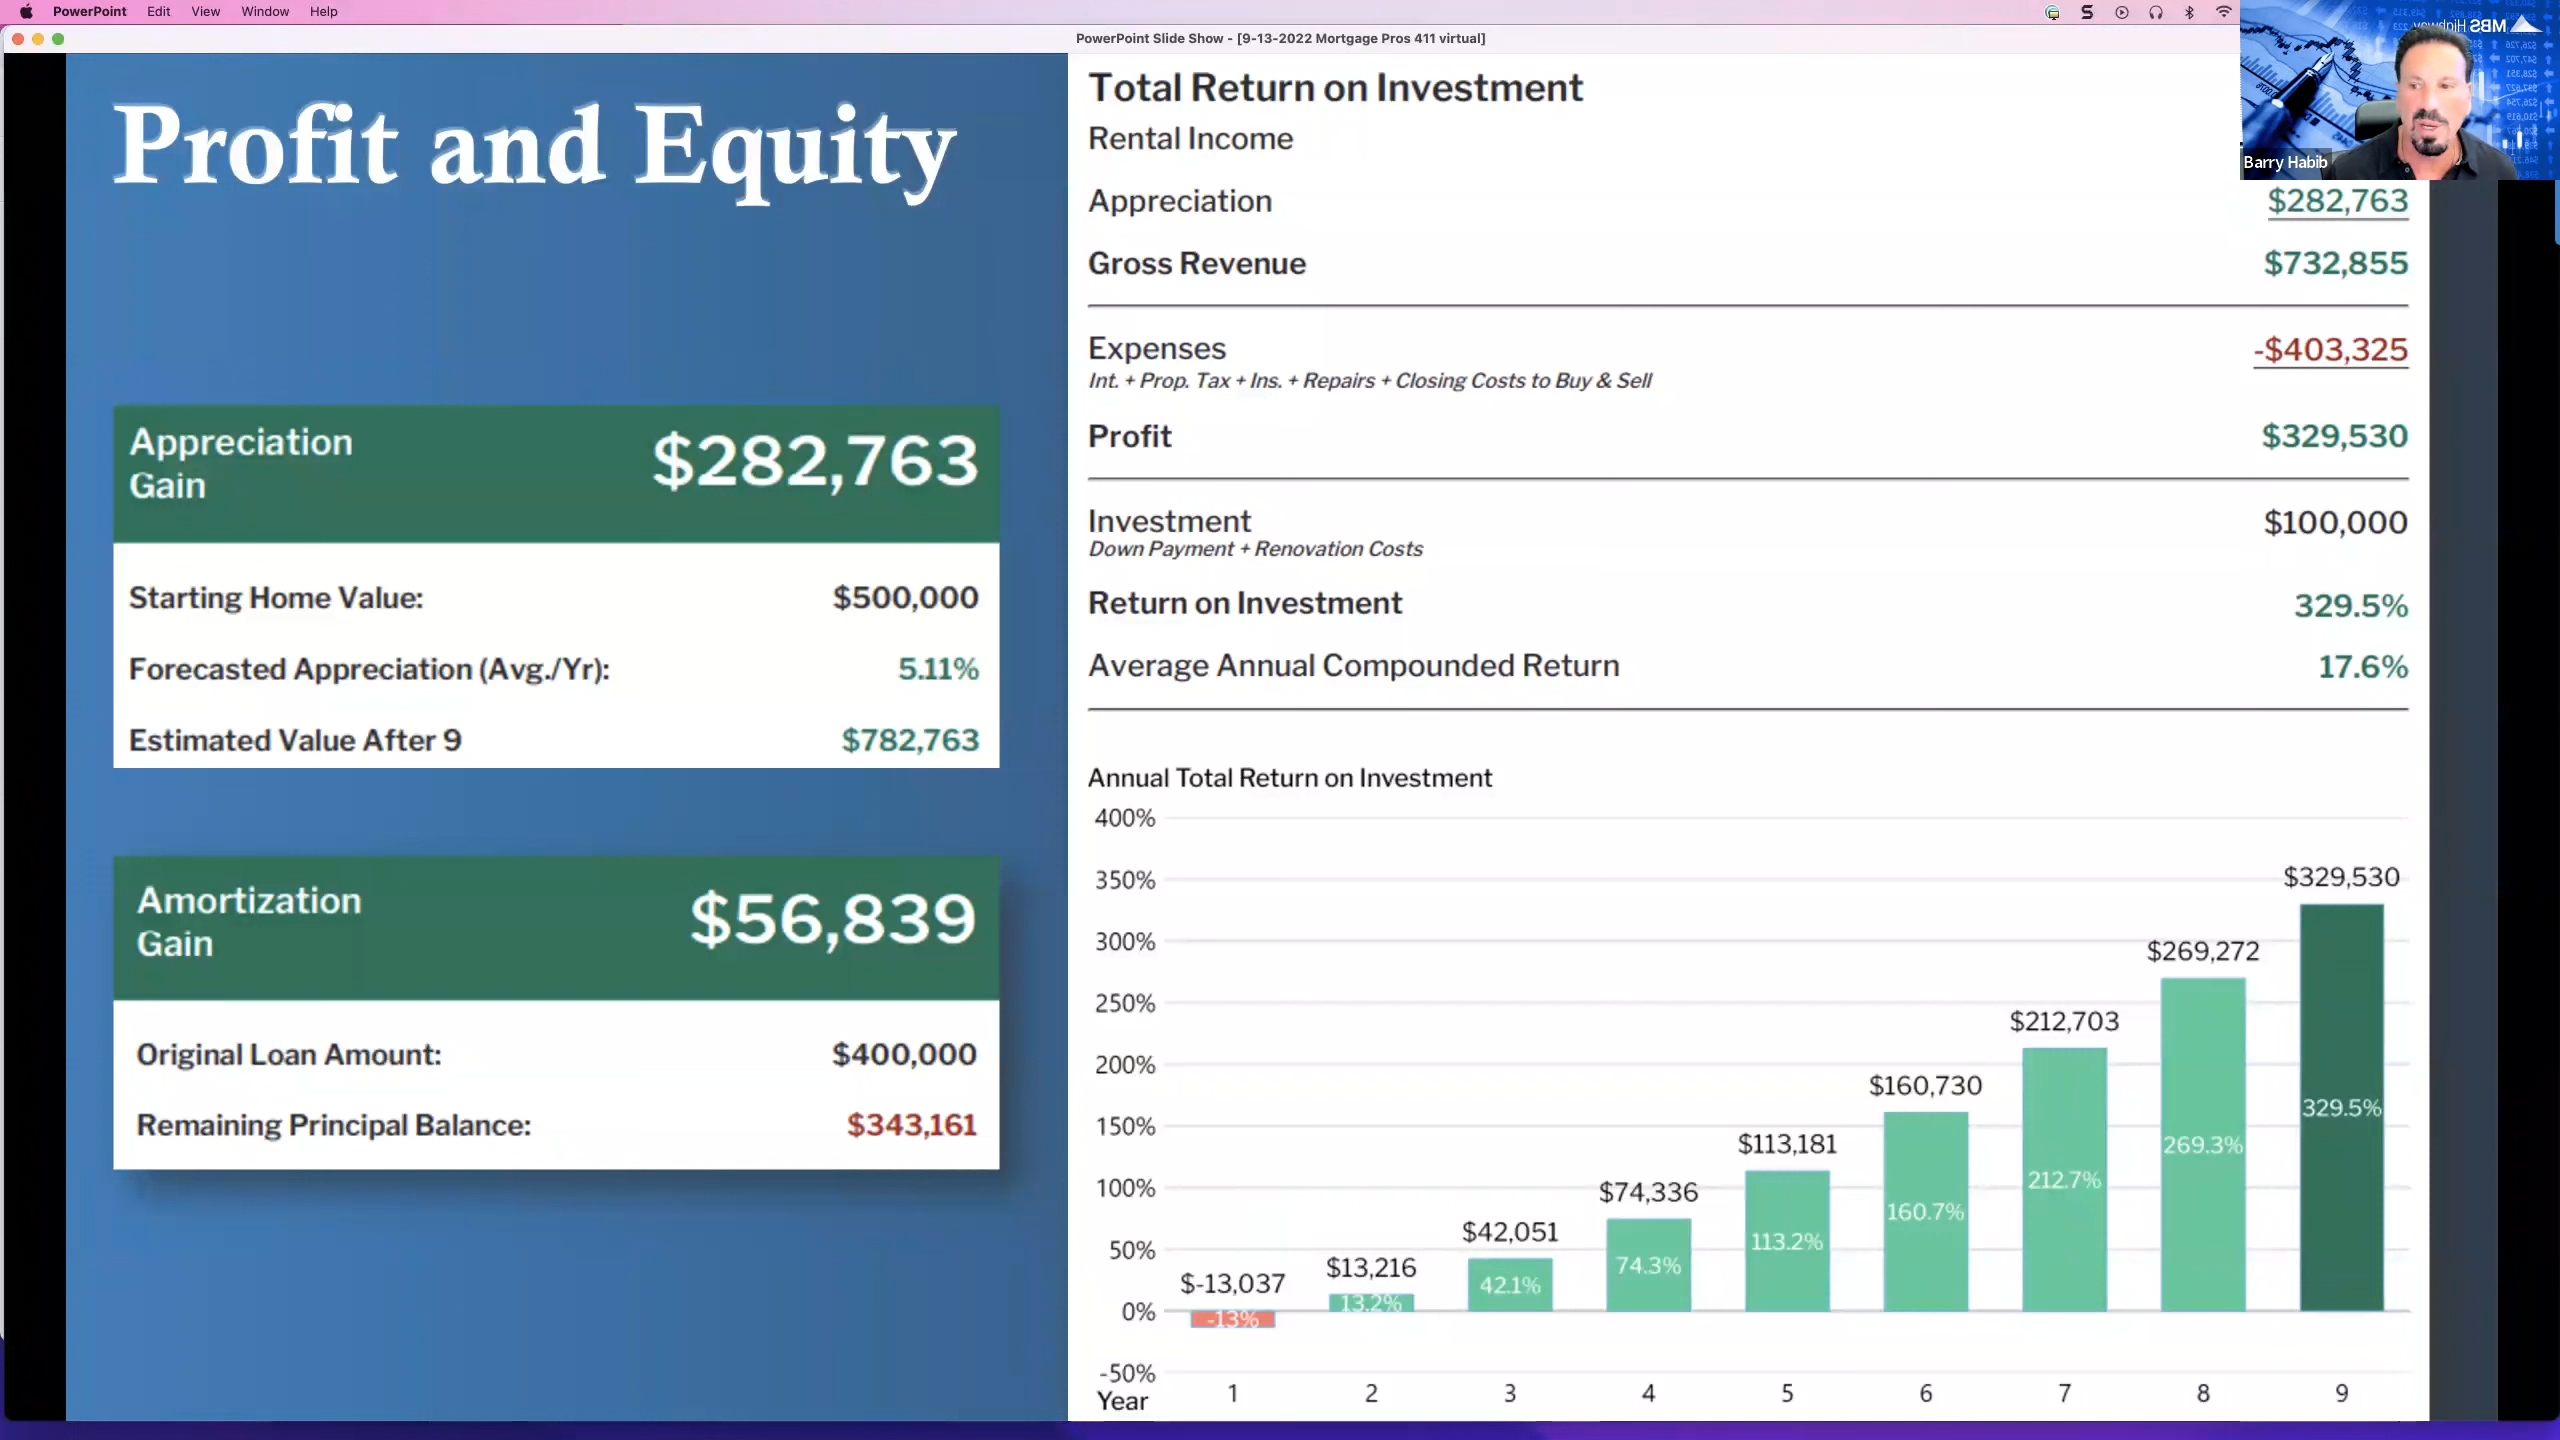 PowerPoint Edit View Window Help
PowerPoint Slide Show - [9-13-2022 Mortgage Pros 411 virtual]
MBS Highway
Barry Habib
Profit and Equity
Appreciation
Gain
$282,763
Starting Home Value: $500,000
Forecasted Appreciation (Avg./Yr): 5.11%
Estimated Value After 9 $782,763
Amortization
Gain
$56,839
Original Loan Amount: $400,000
Remaining Principal Balance: $343,161
Total Return on Investment
Rental Income
Appreciation $282,763
Gross Revenue $732,855
Expenses -$403,325
Int. + Prop. Tax + Ins. + Repairs + Closing Costs to Buy & Sell
Profit $329,530
Investment $100,000
Down Payment + Renovation Costs
Return on Investment 329.5%
Average Annual Compounded Return 17.6%
Annual Total Return on Investment
400%
350%
300%
250%
200%
150%
100%
50%
0%
-50%
$-13,037
-13%
$13,216
13.2%
$42,051
42.1%
$74,336
74.3%
$113,181
113.2%
$160,730
160.7%
$212,703
212.7%
$269,272
269.3%
$329,530
329.5%
Year 1 2 3 4 5 6 7 8 9